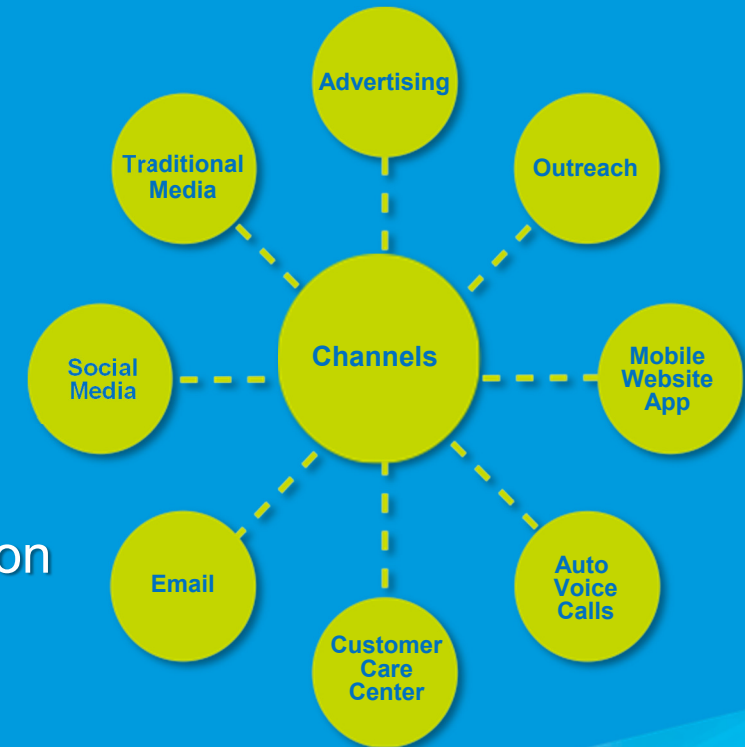 Advertising
Traditional
Media
Outreach
Channels
Social
Media
Mobile
Website
App
on
Email
Auto
Voice
Calls
Customer
Care
Center